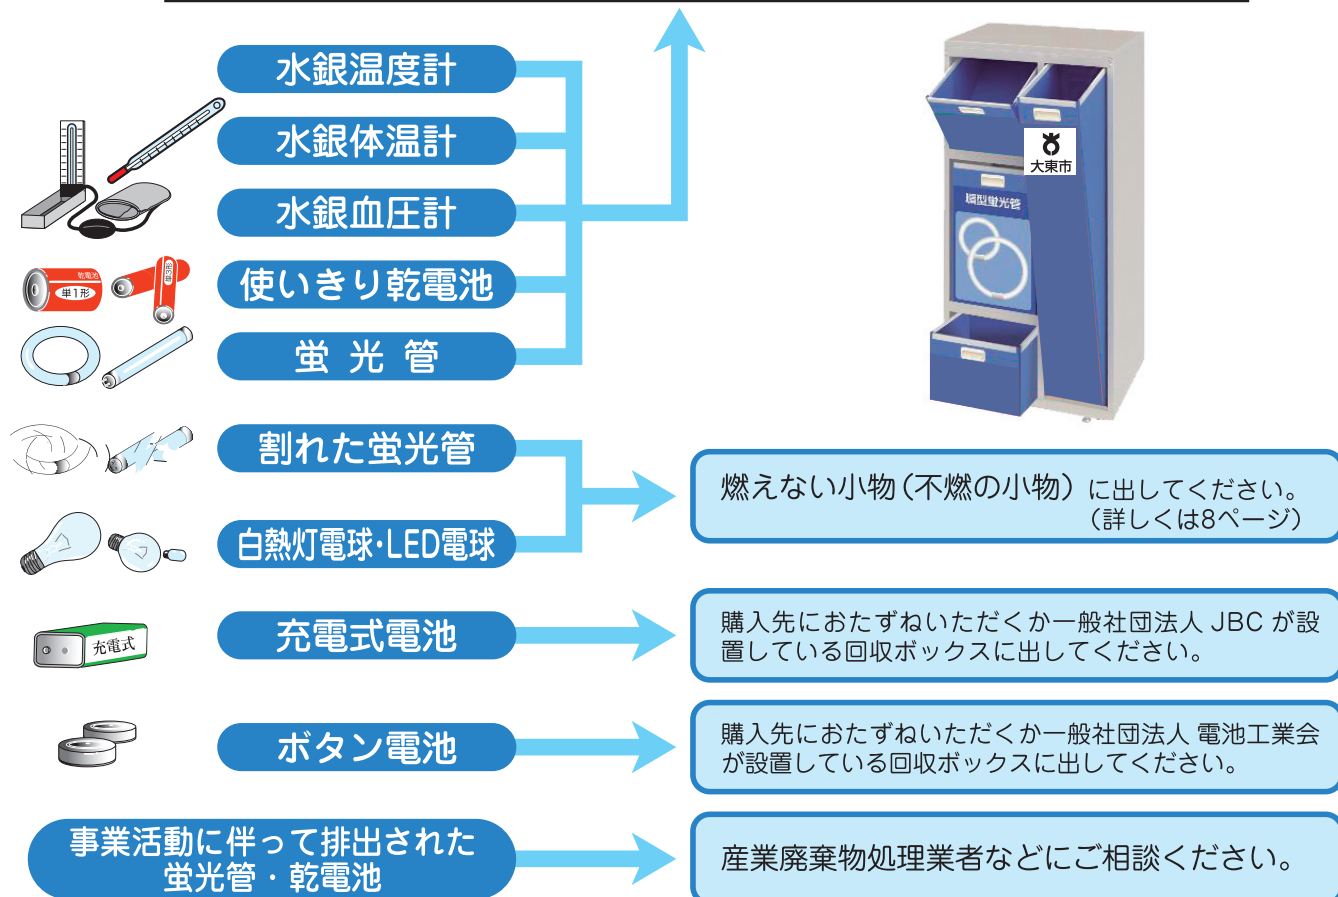 水銀温度計
水銀体温計
水銀血圧計
乾電池
単1形
単3形
使いきり乾電池
蛍光管
大東市
環型蛍光管
割れた蛍光管
白熱灯電球・LED電球
燃えない小物(不燃の小物)に出してください。
(詳しくは8ページ)
充電式
充電式電池
購入先におたずねいただくか一般社団法人 JBC が設
置している回収ボックスに出してください。
ボタン電池
購入先におたずねいただくか一般社団法人 電池工業会
が設置している回収ボックスに出してください。
事業活動に伴って排出された
蛍光管・乾電池
産業廃棄物処理業者などにご相談ください。